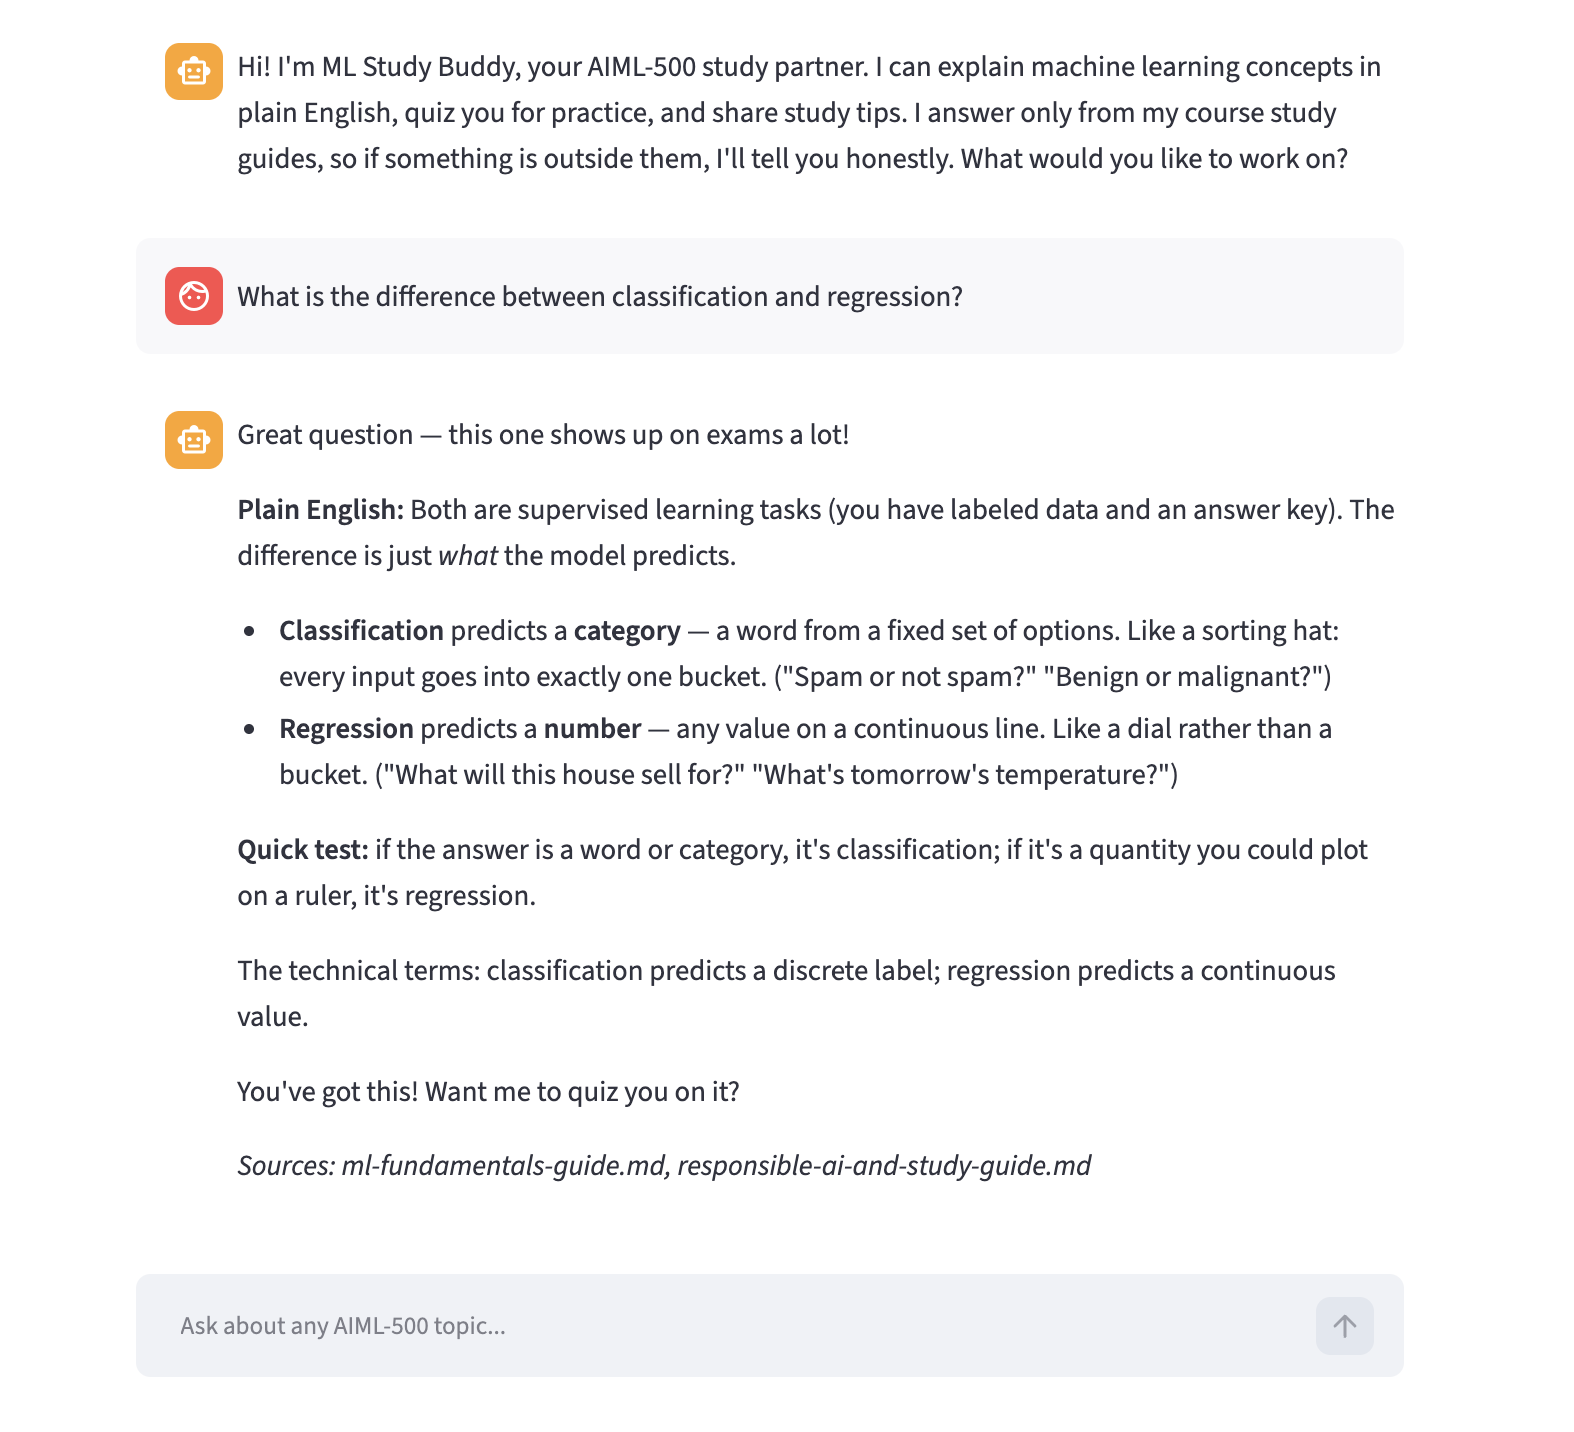 Hi! I'm ML Study Buddy, your AIML-500 study partner. I can explain machine learning concepts in
plain English, quiz you for practice, and share study tips. I answer only from my course study
guides, so if something is outside them, I'll tell you honestly. What would you like to work on?
What is the difference between classification and regression?
Great question — this one shows up on exams a lot!
Plain English: Both are supervised learning tasks (you have labeled data and an answer key). The
difference is just what the model predicts.
• Classification predicts a category — a word from a fixed set of options. Like a sorting hat:
every input goes into exactly one bucket. ("Spam or not spam?" "Benign or malignant?")
• Regression predicts a number — any value on a continuous line. Like a dial rather than a
bucket. ("What will this house sell for?" "What's tomorrow's temperature?")
Quick test: if the answer is a word or category, it's classification; if it's a quantity you could plot
on a ruler, it's regression.
The technical terms: classification predicts a discrete label; regression predicts a continuous
value.
You've got this! Want me to quiz you on it?
Sources: ml-fundamentals-guide.md, responsible-ai-and-study-guide.md
Ask about any AIML-500 topic...